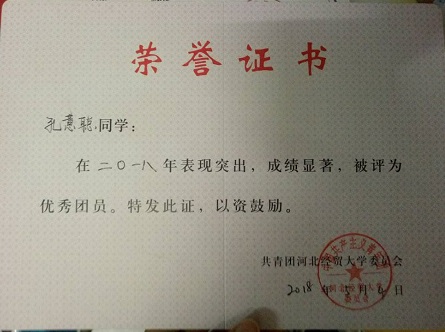 荣誉证书
孔意聪同学：
在二〇一八年表现突出，成绩显著，被评为
优秀团员。特发此证，以资鼓励。
共青团河北经贸大学委员会
2018年5月4日